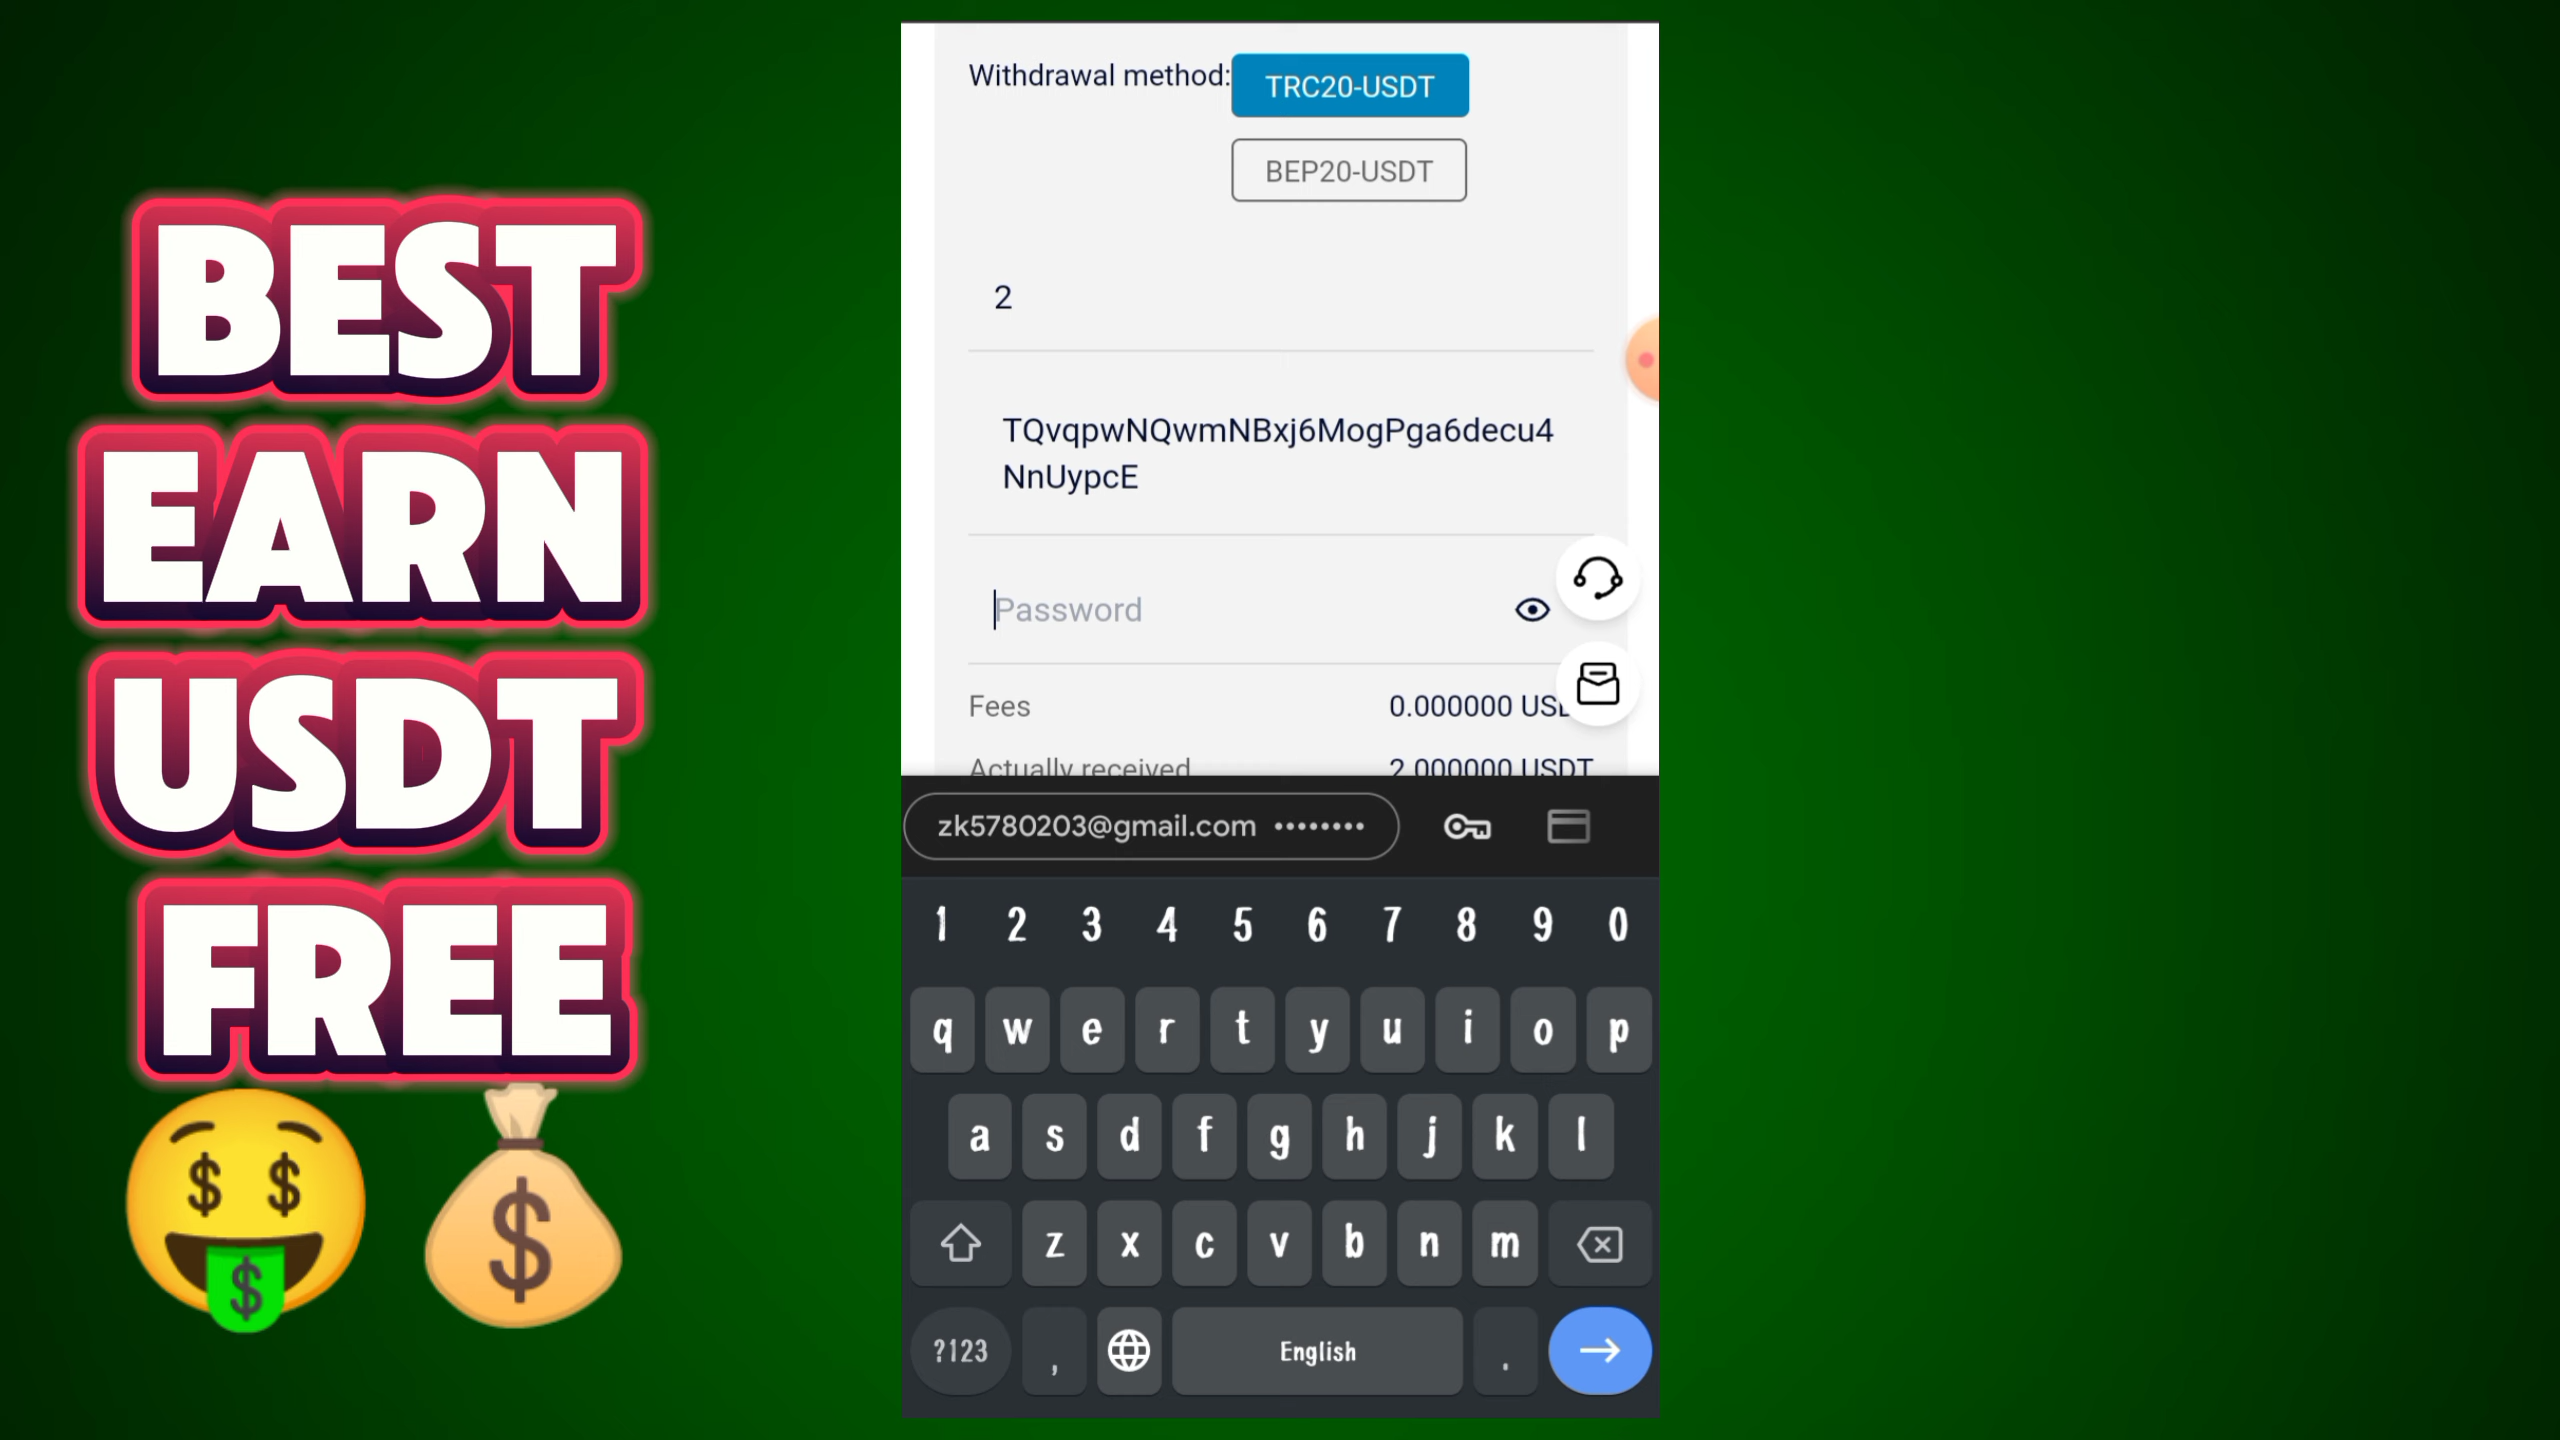 BEST
EARN
USDT
FREE
Withdrawal method:
TRC20-USDT
BEP20-USDT
2
TQvqpwNQwmNBxj6MogPga6decu4
NnUypcE
Password
Fees 0.000000 USD
Actually received 2.000000 USDT
zk5780203@gmail.com ••••••••
1 2 3 4 5 6 7 8 9 0
q w e r t y u i o p
a s d f g h j k l
z x c v b n m
?123 , English .